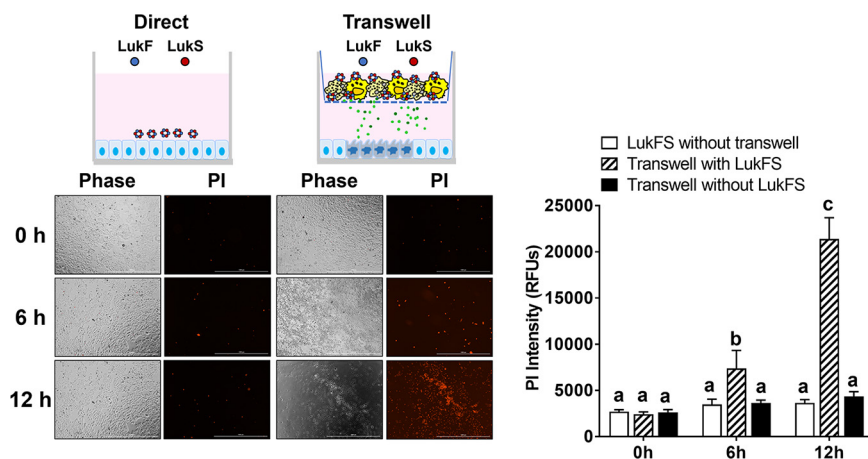 Direct Transwell
LukF LukS LukF LukS
Phase PI Phase PI
0 h
6 h
12 h
LukFS without transwell
Transwell with LukFS
Transwell without LukFS
PI Intensity (RFUs)
25000
20000
15000
10000
5000
0
a a a a b a a c a
0h 6h 12h